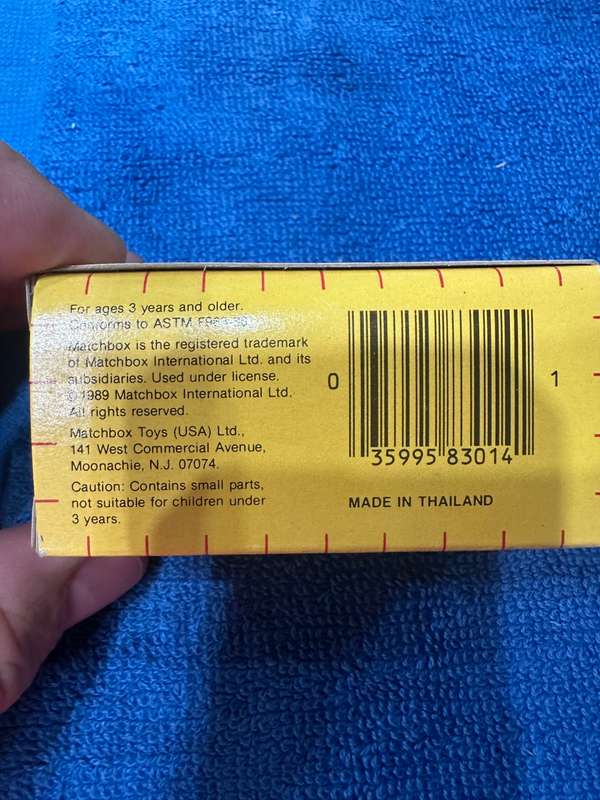 For ages 3 years and older.
Conforms to ASTM
Matchbox is the registered trademark
of Matchbox International Ltd. and its
subsidiaries. Used under license.
©1989 Matchbox International Ltd.
All rights reserved.
Matchbox Toys (USA) Ltd.,
141 West Commercial Avenue,
Moonachie, N.J. 07074.
Caution: Contains small parts,
not suitable for children under
3 years.
0 35995 83014 1
MADE IN THAILAND